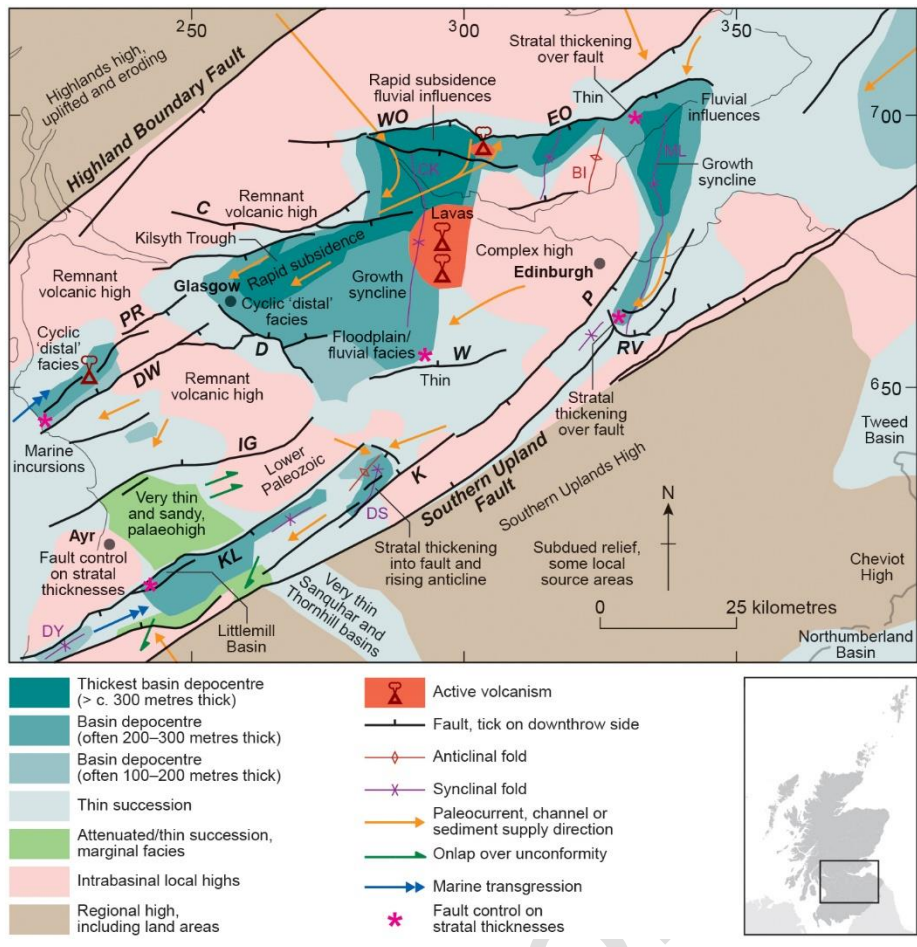 250
300
350
Highlands high,
uplifted and eroding
Highland Boundary Fault
Stratal thickening
over fault
Rapid subsidence
fluvial influences
Thin
WO
EO
Fluvial
influences
700
CK
BI
ML
Growth
syncline
Remnant
volcanic high
C
Lavas
Kilsyth Trough
Rapid subsidence
Complex high
Remnant
volcanic high
Glasgow
Edinburgh
Growth
syncline
Cyclic ‘distal’
facies
P
PR
Cyclic
‘distal’
facies
D
Floodplain/
fluvial facies
W
RV
DW
Remnant
volcanic high
Thin
650
Stratal
thickening
over fault
Tweed
Basin
Marine
incursions
IG
Lower
Paleozoic
K
Southern Upland
Fault
Southern Uplands High
N
Very thin
and sandy,
palaeohigh
DS
Ayr
Stratal thickening
into fault and
rising anticline
Subdued relief,
some local
source areas
Cheviot
High
Fault control
on stratal
thicknesses
KL
0
25 kilometres
Very thin
Sanquhar and
Thornhill basins
DY
Littlemill
Basin
Northumberland
Basin
Thickest basin depocentre
(> c. 300 metres thick)
Basin depocentre
(often 200–300 metres thick)
Basin depocentre
(often 100–200 metres thick)
Thin succession
Attenuated/thin succession,
marginal facies
Intrabasinal local highs
Regional high,
including land areas
Active volcanism
Fault, tick on downthrow side
Anticlinal fold
Synclinal fold
Paleocurrent, channel or
sediment supply direction
Onlap over unconformity
Marine transgression
Fault control on
stratal thicknesses